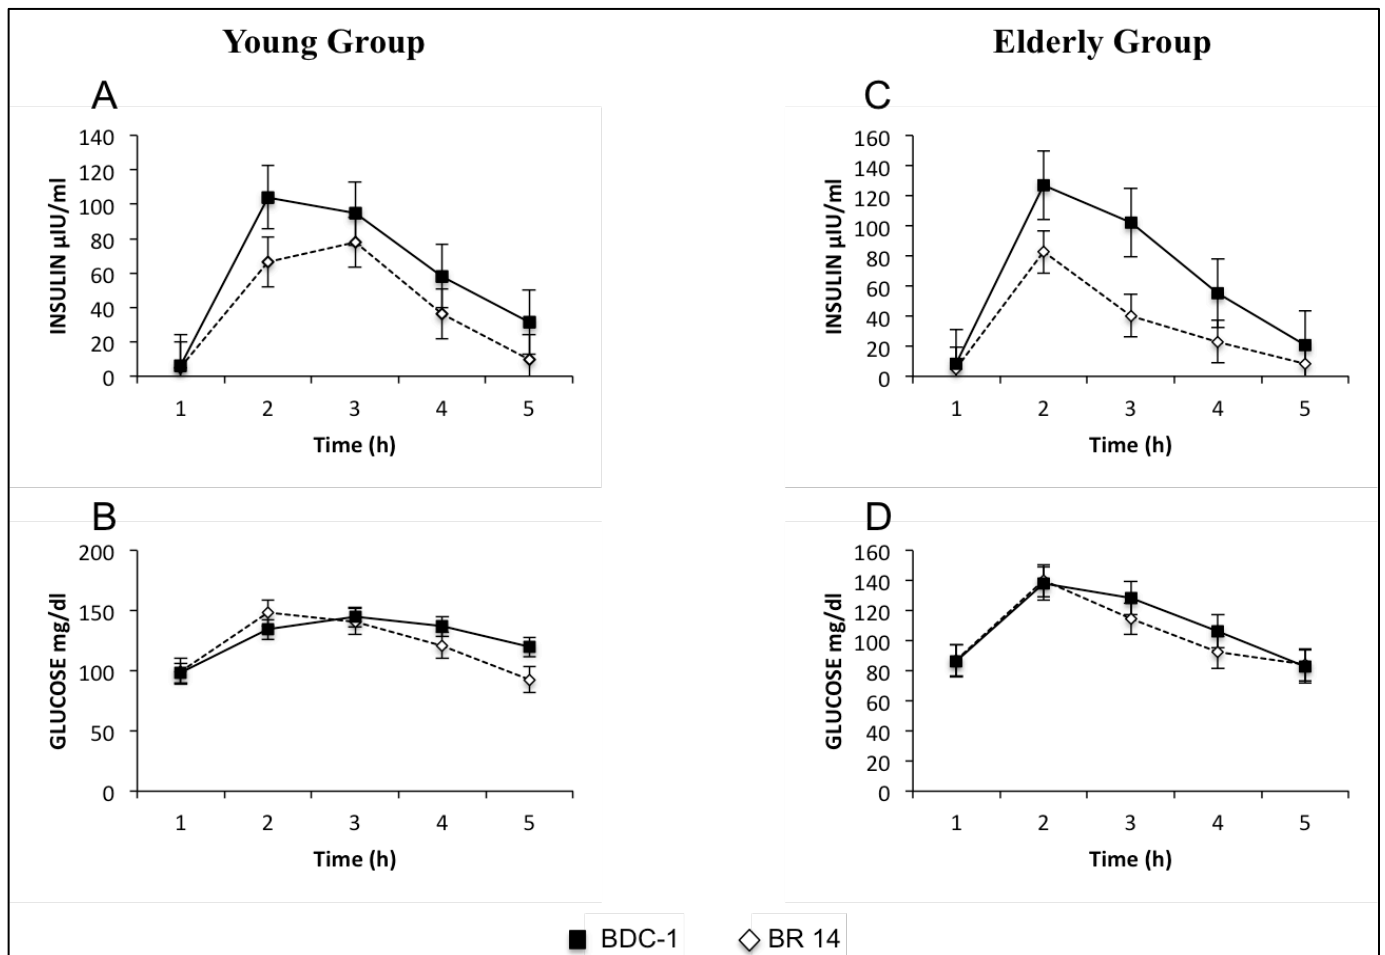 Young Group
Elderly Group
A
INSULIN µIU/ml
140
120
100
80
60
40
20
0
1 2 3 4 5
Time (h)
C
INSULIN µIU/ml
160
140
120
100
80
60
40
20
0
1 2 3 4 5
Time (h)
B
GLUCOSE mg/dl
200
150
100
50
0
1 2 3 4 5
Time (h)
D
GLUCOSE mg/dl
160
140
120
100
80
60
40
20
0
1 2 3 4 5
Time (h)
BDC-1 BR 14